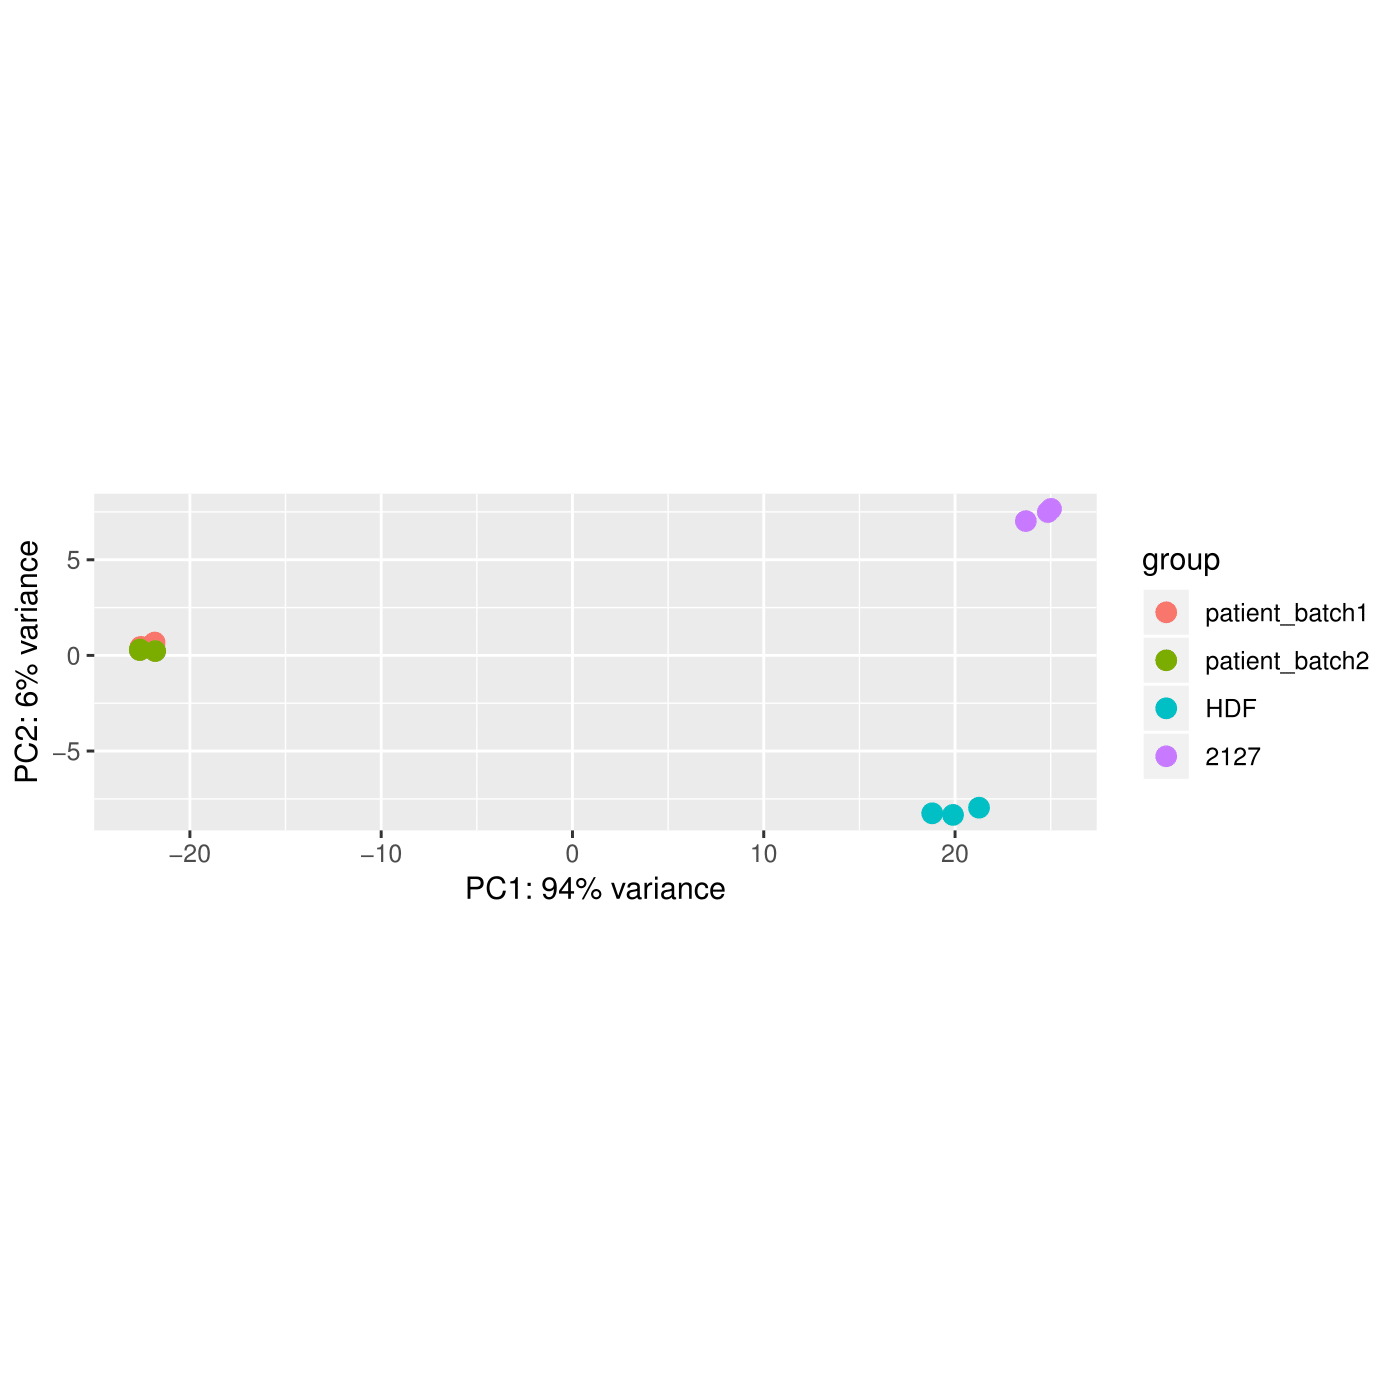 PC2: 6% variance
5
0
−5
−20
−10
0
10
20
PC1: 94% variance
group
patient_batch1
patient_batch2
HDF
2127